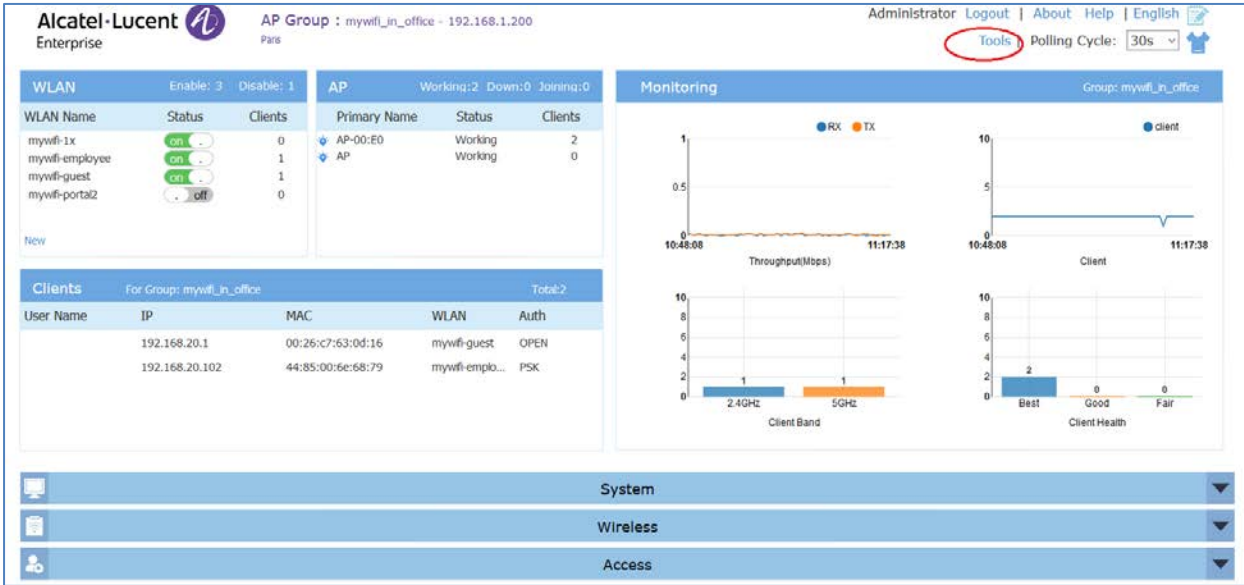 Alcatel·Lucent
Enterprise
AP Group : mywifi_in_office - 192.168.1.200
Paris
Administrator Logout | About Help | English
Tools | Polling Cycle: 30s
WLAN Enable: 3 Disable: 1
WLAN Name Status Clients
mywifi-1x on 0
mywifi-employee on 1
mywifi-guest on 1
mywifi-portal2 off 0
New
AP Working:2 Down:0 Joining:0
Primary Name Status Clients
AP-00:E0 Working 2
AP Working 0
Clients For Group: mywifi_in_office Total:2
User Name IP MAC WLAN Auth
192.168.20.1 00:26:c7:63:0d:16 mywifi-guest OPEN
192.168.20.102 44:85:00:6e:68:79 mywifi-emplo... PSK
Monitoring Group: mywifi_in_office
RX TX
1
0.5
0
10:48:08 11:17:38
Throughput(Mbps)
client
10
5
0
10:48:08 11:17:38
Client
10
8
6
4
2
0
1 1
2.4GHz 5GHz
Client Band
10
8
6
4
2
0
2 0 0
Best Good Fair
Client Health
System
Wireless
Access